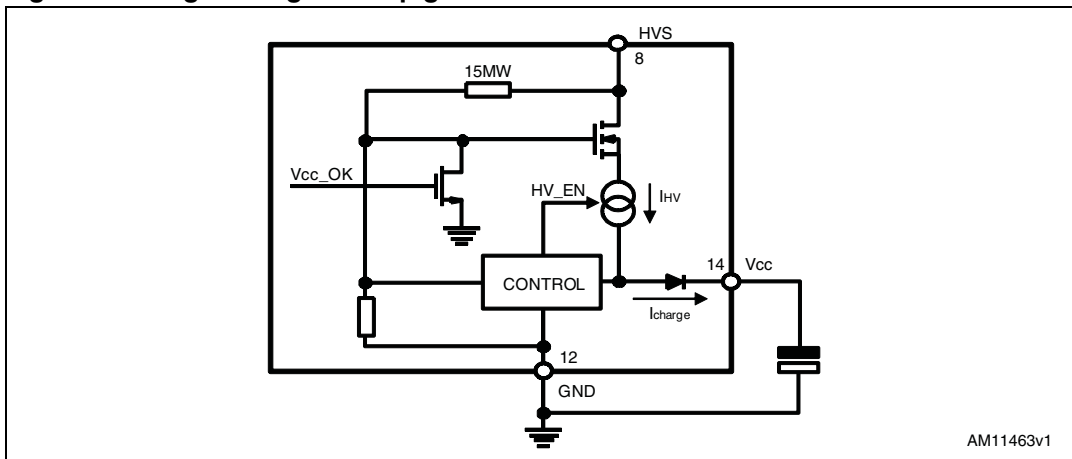 HVS
8
15MW
Vcc_OK
HV_EN
IHV
14
Vcc
CONTROL
Icharge
12
GND
AM11463v1